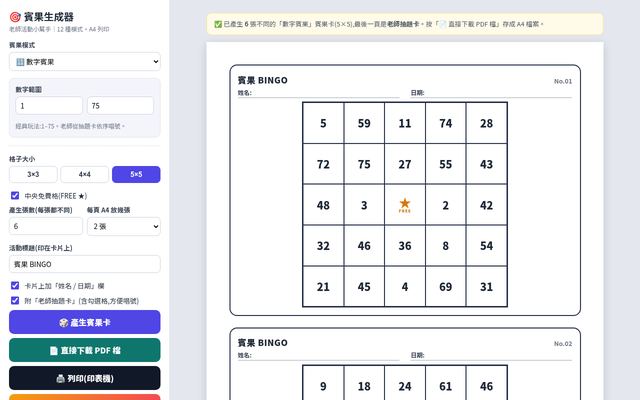 🎯 賓果生成器
老師活動小幫手｜12 種模式。A4 列印
賓果模式
🔢 數字賓果
數字範圍
1 75
經典玩法:1–75。老師從抽題卡依序唱號。
格子大小
3×3 4×4 5×5
中央免費格(FREE ★)
產生張數(每張都不同) 每頁 A4 放幾張
6 2 張
活動標題(印在卡片上)
賓果 BINGO
卡片上加「姓名 / 日期」欄
附「老師抽題卡」(含勾選格,方便唱號)
🎲 產生賓果卡
📄 直接下載 PDF 檔
🖨️ 列印(印表機)
✅ 已產生 6 張不同的「數字賓果」賓果卡(5×5),最後一頁是老師抽題卡。按「📄 直接下載 PDF 檔」存成 A4 檔案。
賓果 BINGO No.01
姓名: 日期:
5 59 11 74 28
72 75 27 55 43
48 3 ★ FREE 2 42
32 46 36 8 54
21 45 4 69 31
賓果 BINGO No.02
姓名: 日期:
9 18 24 61 46